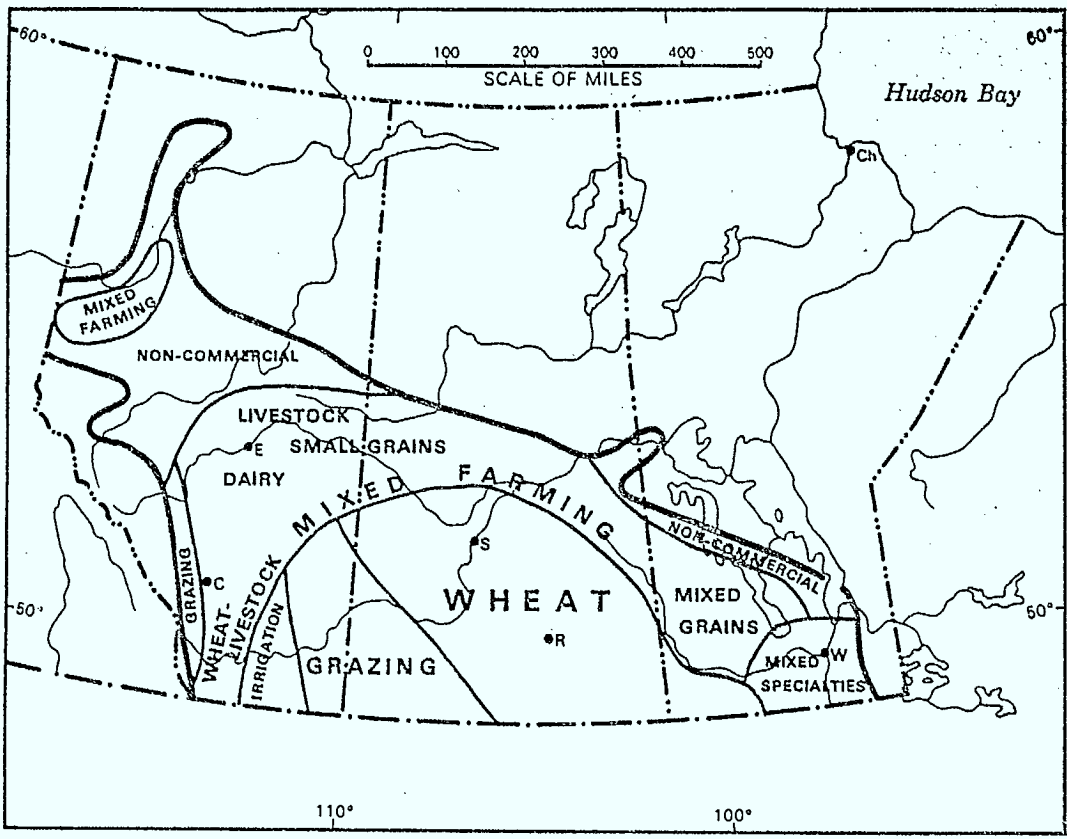 60°
60°
0 100 200 300 400 500
SCALE OF MILES
Hudson Bay
Ch
MIXED
FARMING
NON-COMMERCIAL
LIVESTOCK
E
SMALL GRAINS
DAIRY
MIXED FARMING
S
NON-COMMERCIAL
GRAZING
C
WHEAT-
LIVESTOCK
IRRIGATION
GRAZING
WHEAT
R
MIXED
GRAINS
MIXED
W
SPECIALTIES
50°
50°
110°
100°